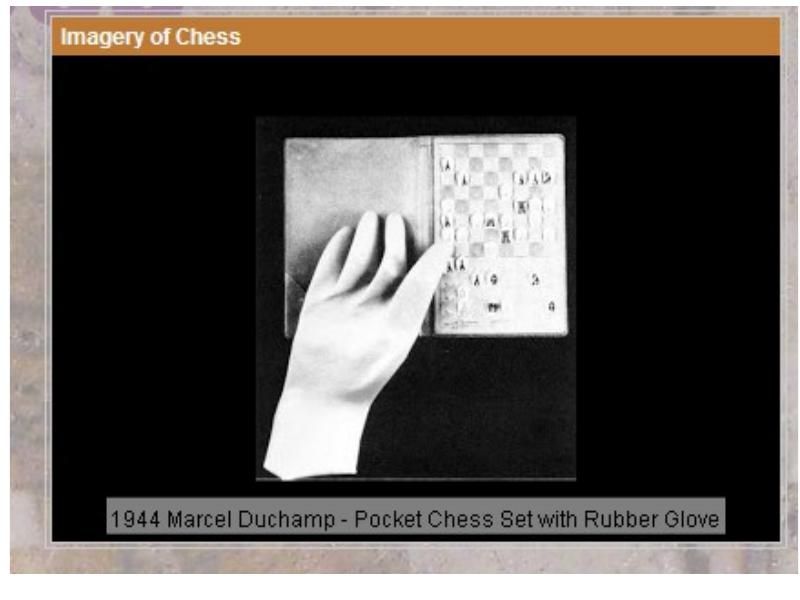 Imagery of Chess
1944 Marcel Duchamp - Pocket Chess Set with Rubber Glove